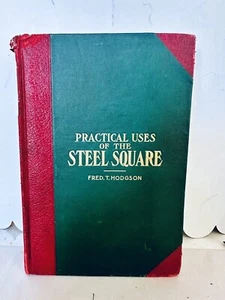 PRACTICAL USES
OF THE
STEEL SQUARE
FRED. T. HODGSON